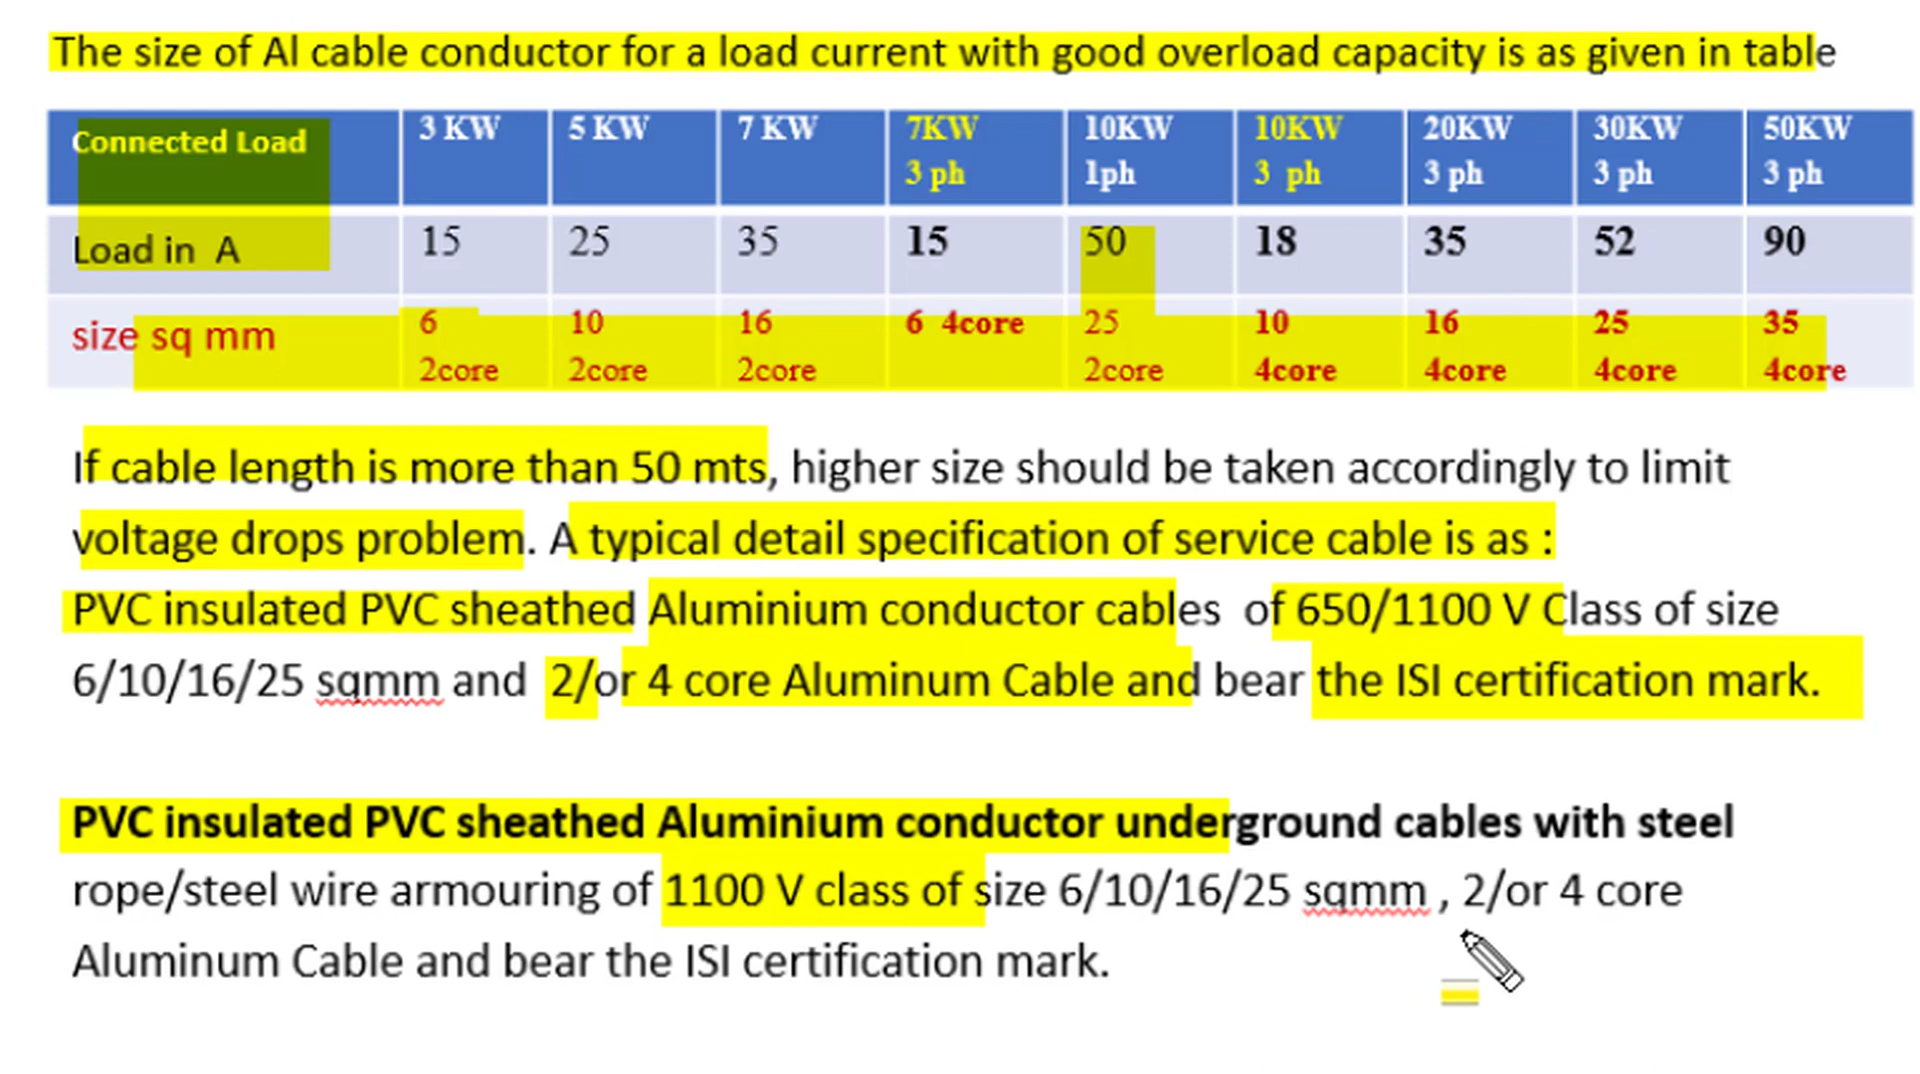 The size of Al cable conductor for a load current with good overload capacity is as given in table
Connected Load 3 KW 5 KW 7 KW 7KW 3 ph 10KW 1ph 10KW 3 ph 20KW 3 ph 30KW 3 ph 50KW 3 ph
Load in A 15 25 35 15 50 18 35 52 90
size sq mm 6 2core 10 2core 16 2core 6 4core 25 2core 10 4core 16 4core 25 4core 35 4core
If cable length is more than 50 mts, higher size should be taken accordingly to limit
voltage drops problem. A typical detail specification of service cable is as :
PVC insulated PVC sheathed Aluminium conductor cables of 650/1100 V Class of size
6/10/16/25 sqmm and 2/or 4 core Aluminum Cable and bear the ISI certification mark.
PVC insulated PVC sheathed Aluminium conductor underground cables with steel
rope/steel wire armouring of 1100 V class of size 6/10/16/25 sqmm , 2/or 4 core
Aluminum Cable and bear the ISI certification mark.